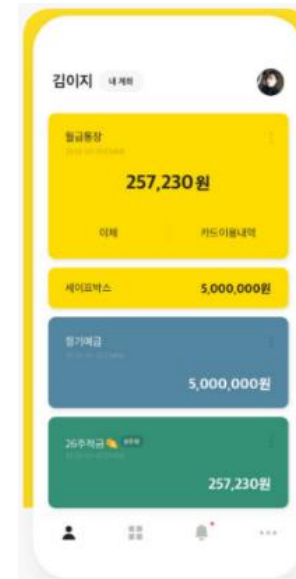 김이지 내 계좌
월급통장
257,230원
이체 카드이용내역
세이프박스 5,000,000원
정기예금
5,000,000원
26주적금
257,230원